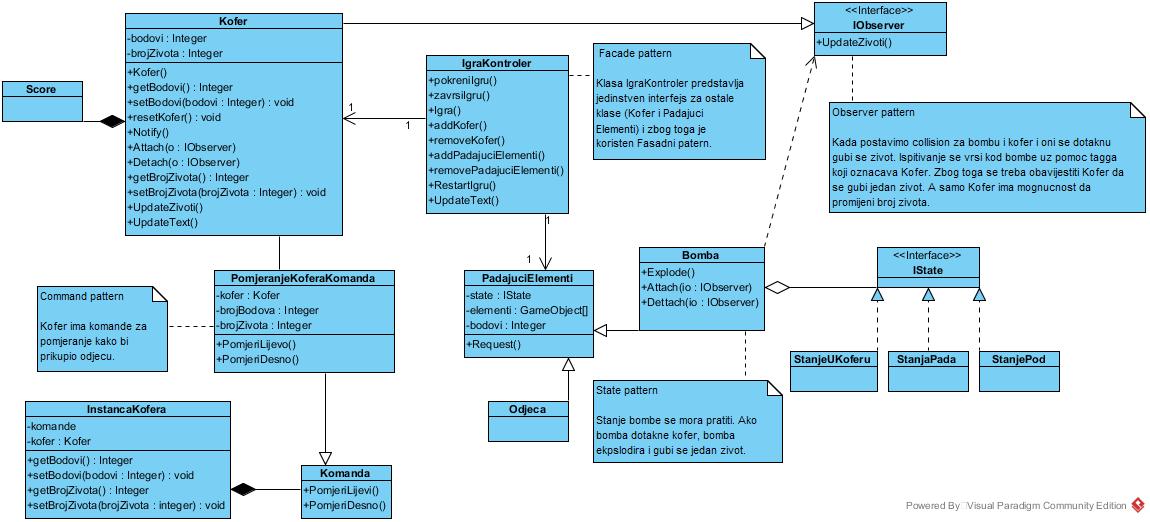 Kofer
-bodovi : Integer
-brojZivota : Integer
+Kofer()
+getBodovi() : Integer
+setBodovi(bodovi : Integer) : void
+resetKofer() : void
+Notify()
+Attach(o : IObserver)
+Detach(o : IObserver)
+getBrojZivota() : Integer
+setBrojZivota(brojZivota : Integer) : void
+UpdateZivoti()
+UpdateText()
Score
IgraKontroler
+pokreniIgru()
+zavrsiIgru()
+Igra()
+addKofer()
+removeKofer()
+addPadajuciElementi()
+removePadajuciElementi()
+RestartIgru()
+UpdateText()
1
1
1
1
Facade pattern
Klasa IgraKontroler predstavlja
jedinstven interfejs za ostale
klase (Kofer i Padajuci
Elementi) i zbog toga je
koristen Fasadni patern.
<<Interface>>
IObserver
+UpdateZivoti()
Observer pattern
Kada postavimo collision za bombu i kofer i oni se dotaknu
gubi se zivot. Ispitivanje se vrsi kod bombe uz pomoc tagga
koji oznacava Kofer. Zbog toga se treba obavijestiti Kofer da
se gubi jedan zivot. A samo Kofer ima mognucnost da
promijeni broj zivota.
Command pattern
Kofer ima komande za
pomjeranje kako bi
prikupio odjecu.
PomjeranjeKoferaKomanda
-kofer : Kofer
-brojBodova : Integer
-brojZivota : Integer
+PomjeriLijevo()
+PomjeriDesno()
PadajuciElementi
-state : IState
-elementi : GameObject[]
-bodovi : Integer
+Request()
Bomba
+Explode()
+Attach(io : IObserver)
+Dettach(io : IObserver)
<<Interface>>
IState
StanjeUKoferu
StanjaPada
StanjePod
Odjeca
State pattern
Stanje bombe se mora pratiti. Ako
bomba dotakne kofer, bomba
ekpslodira i gubi se jedan zivot.
InstancaKofera
-komande
-kofer : Kofer
+getBodovi() : Integer
+setBodovi(bodovi : Integer) : void
+getBrojZivota() : Integer
+setBrojZivota(brojZivota : integer) : void
Komanda
+PomjeriLijevi()
+PomjeriDesno()
Powered By Visual Paradigm Community Edition